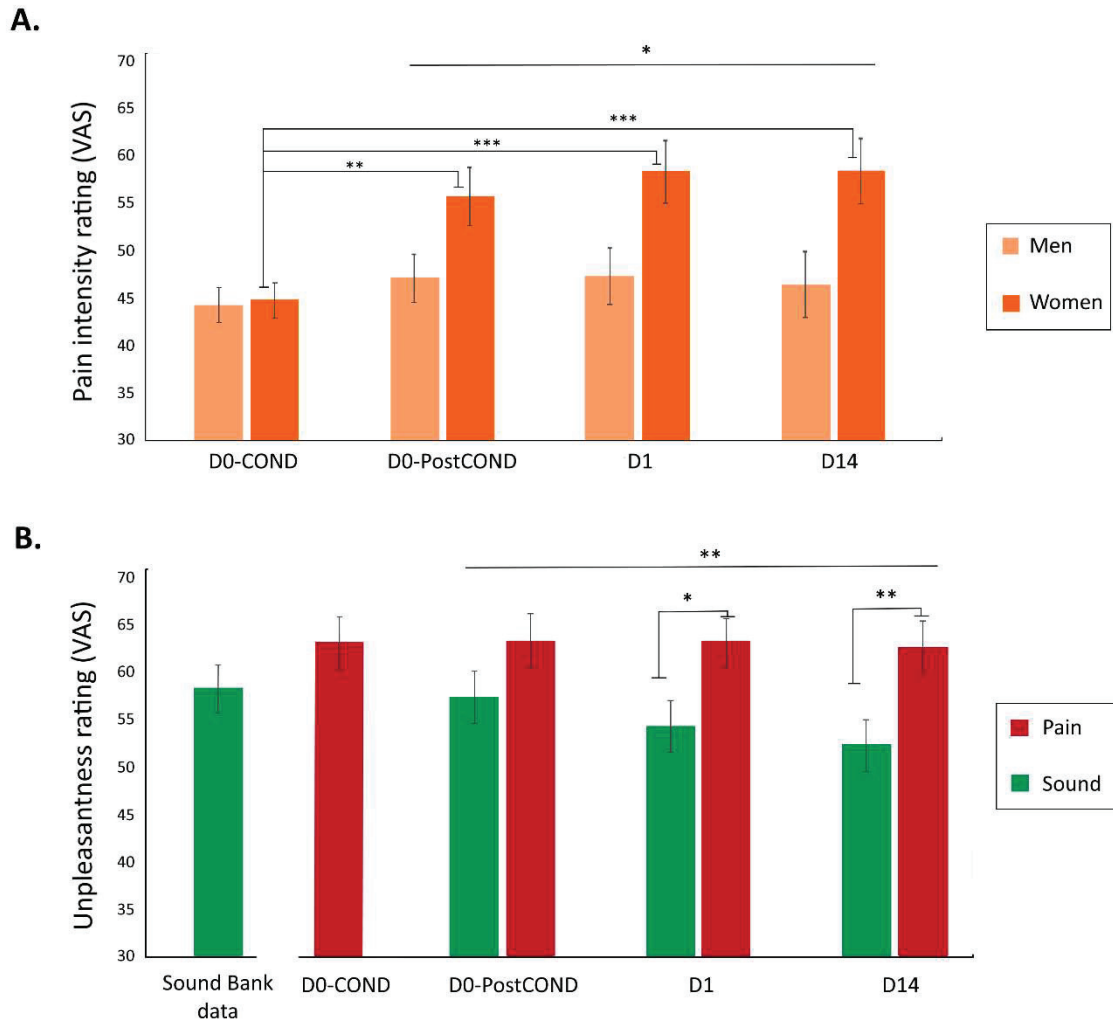 A.
Pain intensity rating (VAS)
70
65
60
55
50
45
40
35
30
*
***
***
**
D0-COND D0-PostCOND D1 D14
Men
Women
B.
Unpleasantness rating (VAS)
70
65
60
55
50
45
40
35
30
**
* **
Sound Bank
data
D0-COND D0-PostCOND D1 D14
Pain
Sound